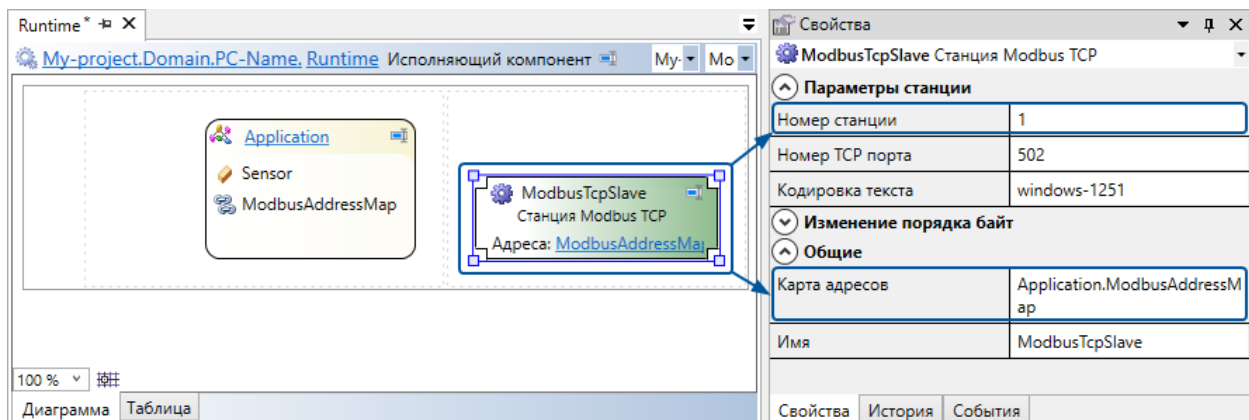 Runtime*
My-project.Domain.PC-Name. Runtime Исполняющий компонент My- Mo
Application
Sensor
ModbusAddressMap
ModbusTcpSlave
Станция Modbus TCP
Адреса: ModbusAddressMap
100 %
Диаграмма Таблица
Свойства
ModbusTcpSlave Станция Modbus TCP
Параметры станции
Номер станции 1
Номер TCP порта 502
Кодировка текста windows-1251
Изменение порядка байт
Общие
Карта адресов Application.ModbusAddressM
ap
Имя ModbusTcpSlave
Свойства История События